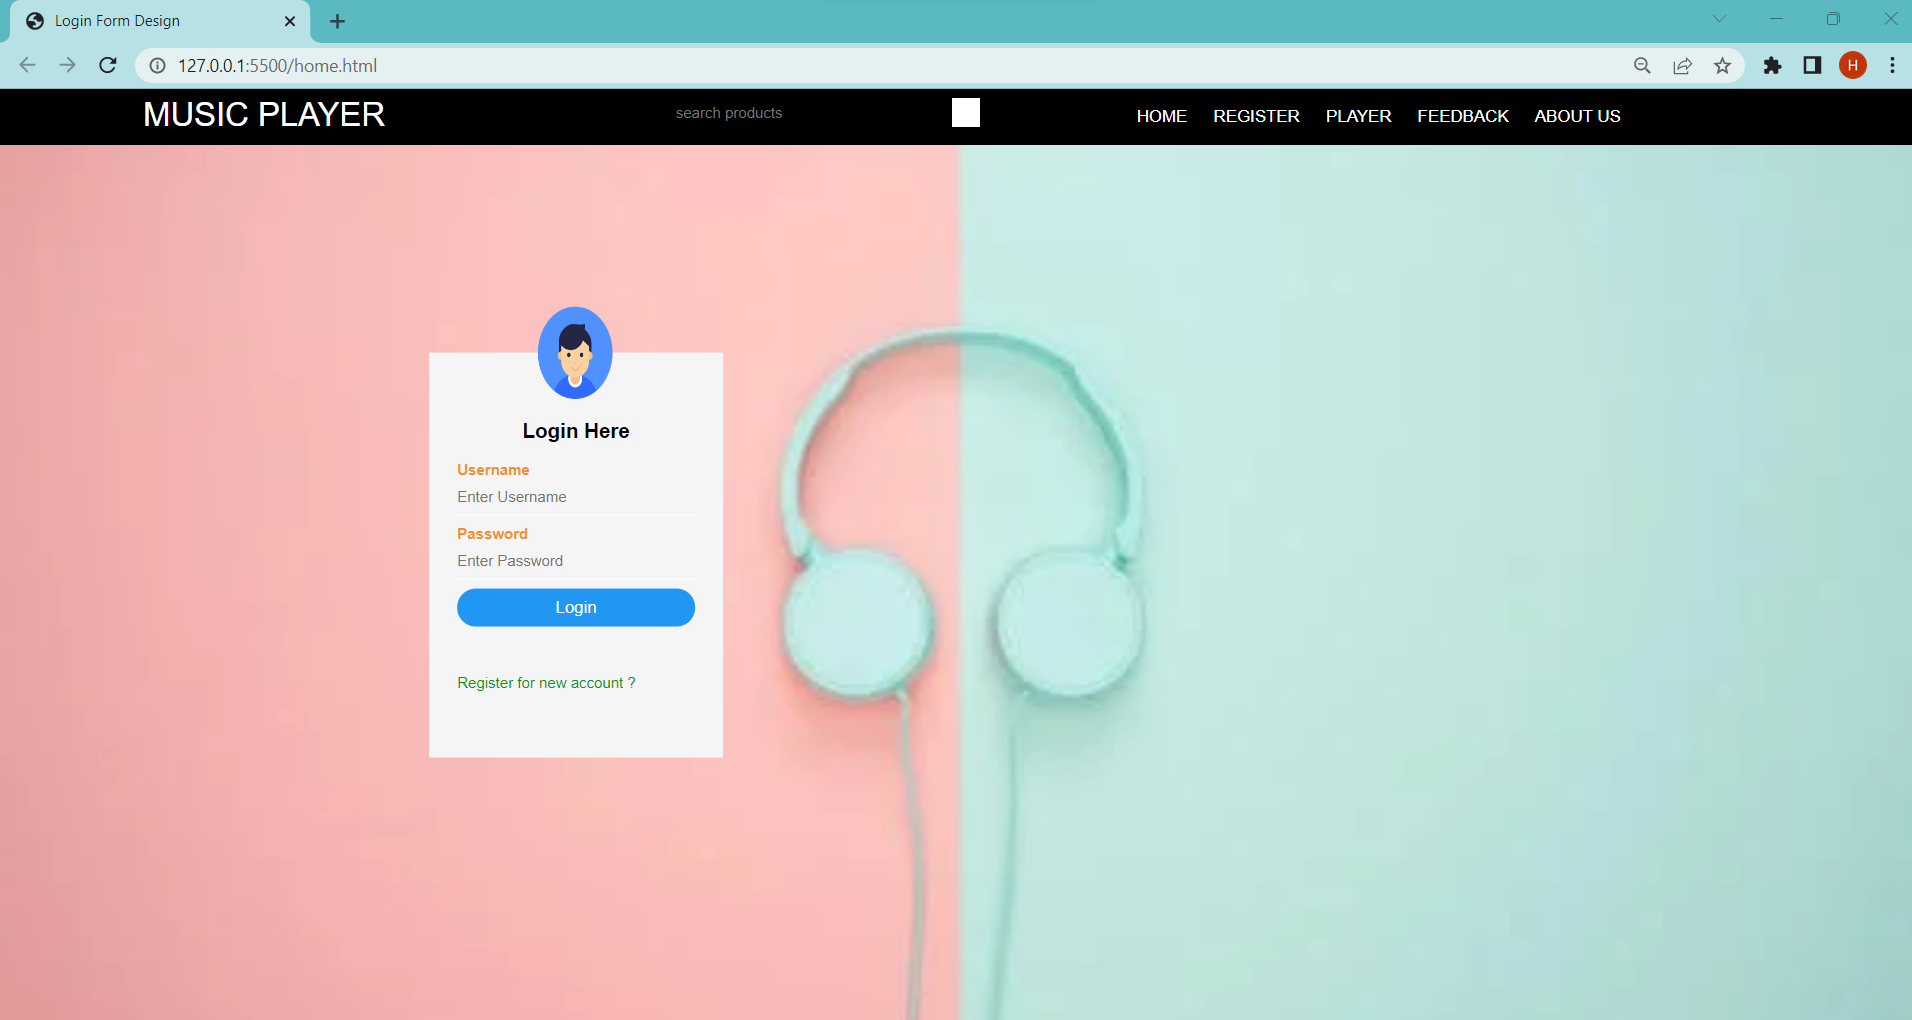 Login Form Design
127.0.0.1:5500/home.html
H
MUSIC PLAYER
search products
HOME REGISTER PLAYER FEEDBACK ABOUT US
Login Here
Username
Enter Username
Password
Enter Password
Login
Register for new account ?